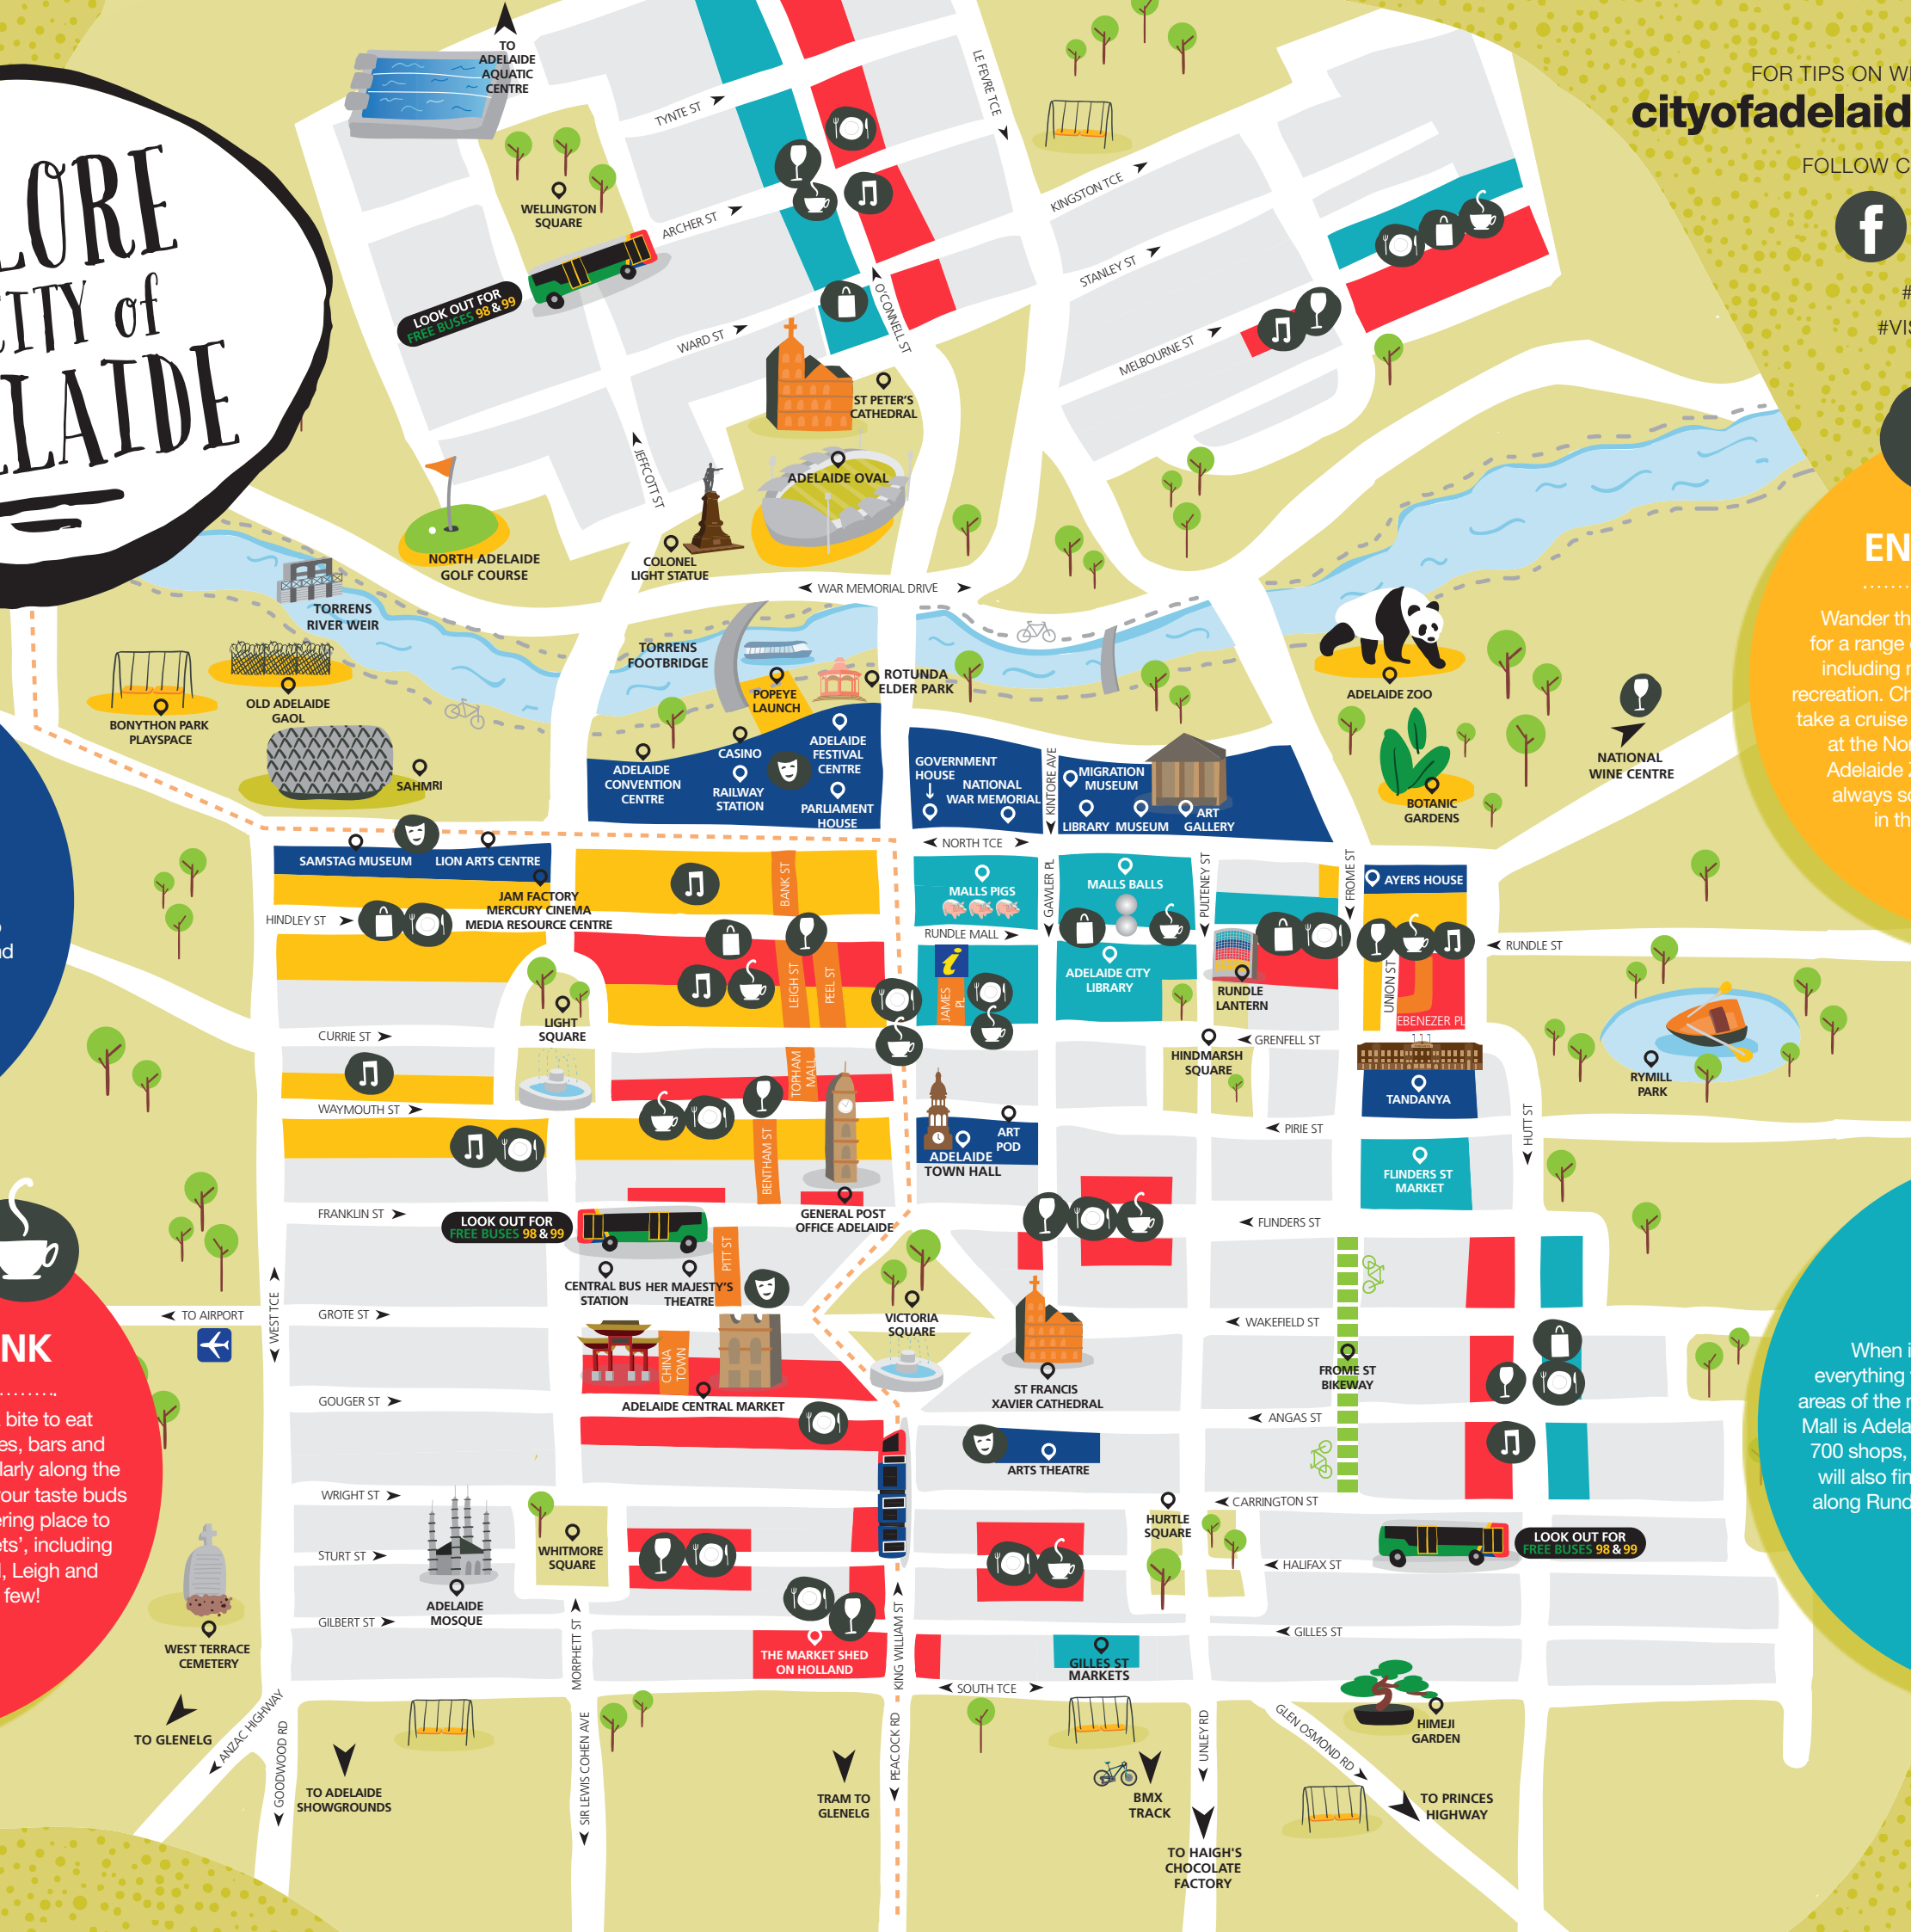 LORE
CITY of
LAIDE
TO
ADELAIDE
AQUATIC
CENTRE
TYNTE ST
LE FEVRE TCE
WELLINGTON
SQUARE
ARCHER ST
KINGSTON TCE
STANLEY ST
LOOK OUT FOR
FREE BUSES 98 & 99
WARD ST
O'CONNELL ST
MELBOURNE ST
ST PETER'S
CATHEDRAL
JEFFCOTT ST
ADELAIDE OVAL
NORTH ADELAIDE
GOLF COURSE
COLONEL
LIGHT STATUE
WAR MEMORIAL DRIVE
FOR TIPS ON W
cityofadelaid
FOLLOW C
f
#
#VIS
EN
Wander th
for a range
including r
recreation. Ch
take a cruise
at the Nor
Adelaide
always so
in th
TORRENS
RIVER WEIR
TORRENS
FOOTBRIDGE
POPEYE
LAUNCH
ROTUNDA
ELDER PARK
BONYTHON PARK
PLAYSPACE
OLD ADELAIDE
GAOL
SAHMRI
ADELAIDE ZOO
NATIONAL
WINE CENTRE
BOTANIC
GARDENS
ADELAIDE
CONVENTION
CENTRE
CASINO
RAILWAY
STATION
ADELAIDE
FESTIVAL
CENTRE
PARLIAMENT
HOUSE
GOVERNMENT
HOUSE
NATIONAL
WAR MEMORIAL
KINTORE AVE
MIGRATION
MUSEUM
LIBRARY
MUSEUM
ART
GALLERY
NORTH TCE
SAMSTAG MUSEUM
LION ARTS CENTRE
JAM FACTORY
MERCURY CINEMA
MEDIA RESOURCE CENTRE
HINDLEY ST
BANK ST
MALLS PIGS
GAWLER PL
MALLS BALLS
PULTENEY ST
FROME ST
AYERS HOUSE
RUNDLE MALL
RUNDLE ST
LEIGH ST
PEEL ST
i
JAMES
PL
ADELAIDE CITY
LIBRARY
RUNDLE
LANTERN
UNION ST
EBENEZER PL
LIGHT
SQUARE
CURRIE ST
GRENFELL ST
HINDMARSH
SQUARE
TOPHAM
MALL
TANDANYA
RYMILL
PARK
WAYMOUTH ST
ART
POD
ADELAIDE
TOWN HALL
PIRIE ST
HUTT ST
BENTHAM ST
FLINDERS ST
MARKET
FRANKLIN ST
LOOK OUT FOR
FREE BUSES 98 & 99
GENERAL POST
OFFICE ADELAIDE
FLINDERS ST
PITT ST
CENTRAL BUS
STATION
HER MAJESTY'S
THEATRE
WEST TCE
TO AIRPORT
GROTE ST
VICTORIA
SQUARE
WAKEFIELD ST
CHINA
TOWN
FROME ST
BIKEWAY
ST FRANCIS
XAVIER CATHEDRAL
ADELAIDE CENTRAL MARKET
GOUGER ST
ANGAS ST
ARTS THEATRE
WRIGHT ST
CARRINGTON ST
HURTLE
SQUARE
WHITMORE
SQUARE
STURT ST
HALIFAX ST
LOOK OUT FOR
FREE BUSES 98 & 99
ADELAIDE
MOSQUE
GILBERT ST
MORPHETT ST
KING WILLIAM ST
GILLES ST
THE MARKET SHED
ON HOLLAND
GILLES ST
MARKETS
SOUTH TCE
WEST TERRACE
CEMETERY
TO GLENELG
ANZAC HIGHWAY
GOODWOOD RD
TO ADELAIDE
SHOWGROUNDS
SIR LEWIS COHEN AVE
TRAM TO
GLENELG
PEACOCK RD
BMX
TRACK
UNLEY RD
TO HAIGH'S
CHOCOLATE
FACTORY
GLEN OSMOND RD
HIMEJI
GARDEN
TO PRINCES
HIGHWAY
nd
NK
bite to eat
es, bars and
larly along the
our taste buds
ering place to
ets', including
l, Leigh and
few!
When i
everything
areas of the r
Mall is Adela
700 shops,
will also fin
along Rund